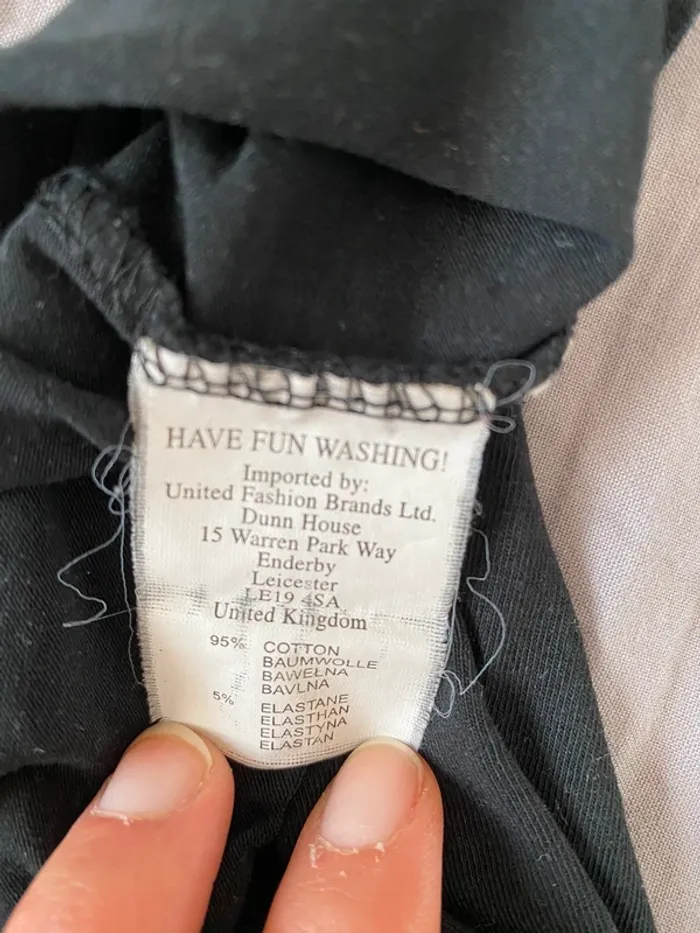 HAVE FUN WASHING!
Imported by:
United Fashion Brands Ltd.
Dunn House
15 Warren Park Way
Enderby
Leicester
LE19 4SA
United Kingdom
95% COTTON
BAUMWOLLE
BAWEŁNA
BAVLNA
5% ELASTANE
ELASTHAN
ELASTYNA
ELASTAN